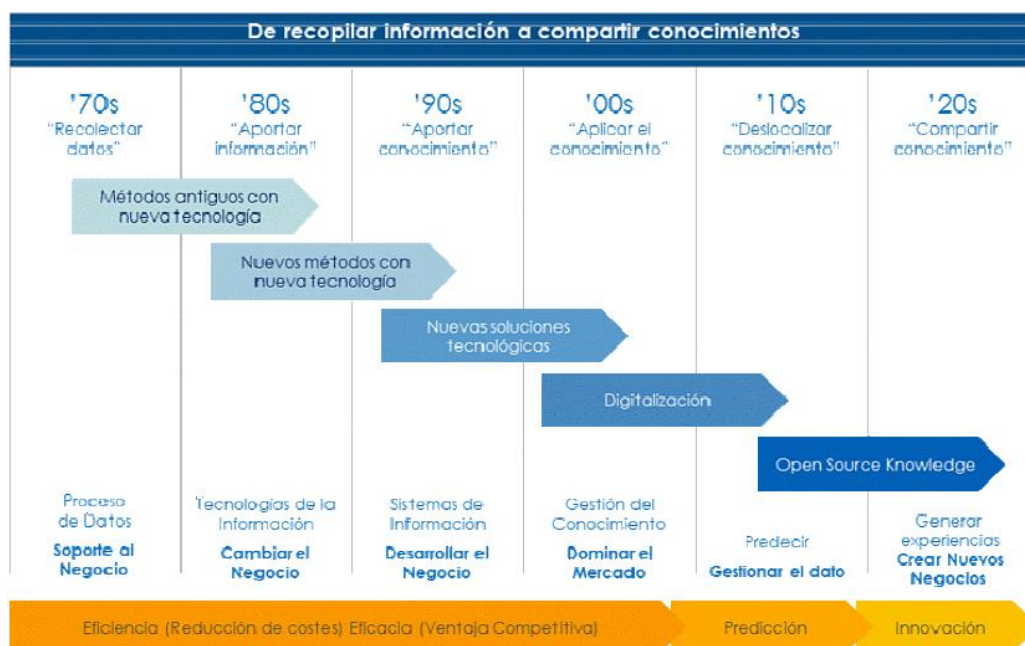 De recopilar información a compartir conocimientos
'70s
"Recolectar
datos"
'80s
"Aportar
información"
'90s
"Aportar
conocimiento"
'00s
"Aplicar el
conocimiento"
'10s
"Deslocalizar
conocimiento"
'20s
"Compartir
conocimiento"
Métodos antiguos con
nueva tecnología
Nuevos métodos con
nueva tecnología
Nuevas soluciones
tecnológicas
Digitalización
Open Source Knowledge
Proceso
de Datos
Soporte al
Negocio
Tecnologías de la
Información
Cambiar el
Negocio
Sistemas de
Información
Desarrollar el
Negocio
Gestión del
Conocimiento
Dominar el
Mercado
Predecir
Gestionar el dato
Generar
experiencias
Crear Nuevos
Negocios
Eficiencia (Reducción de costes) Eficacia (Ventaja Competitiva)
Predicción
Innovación